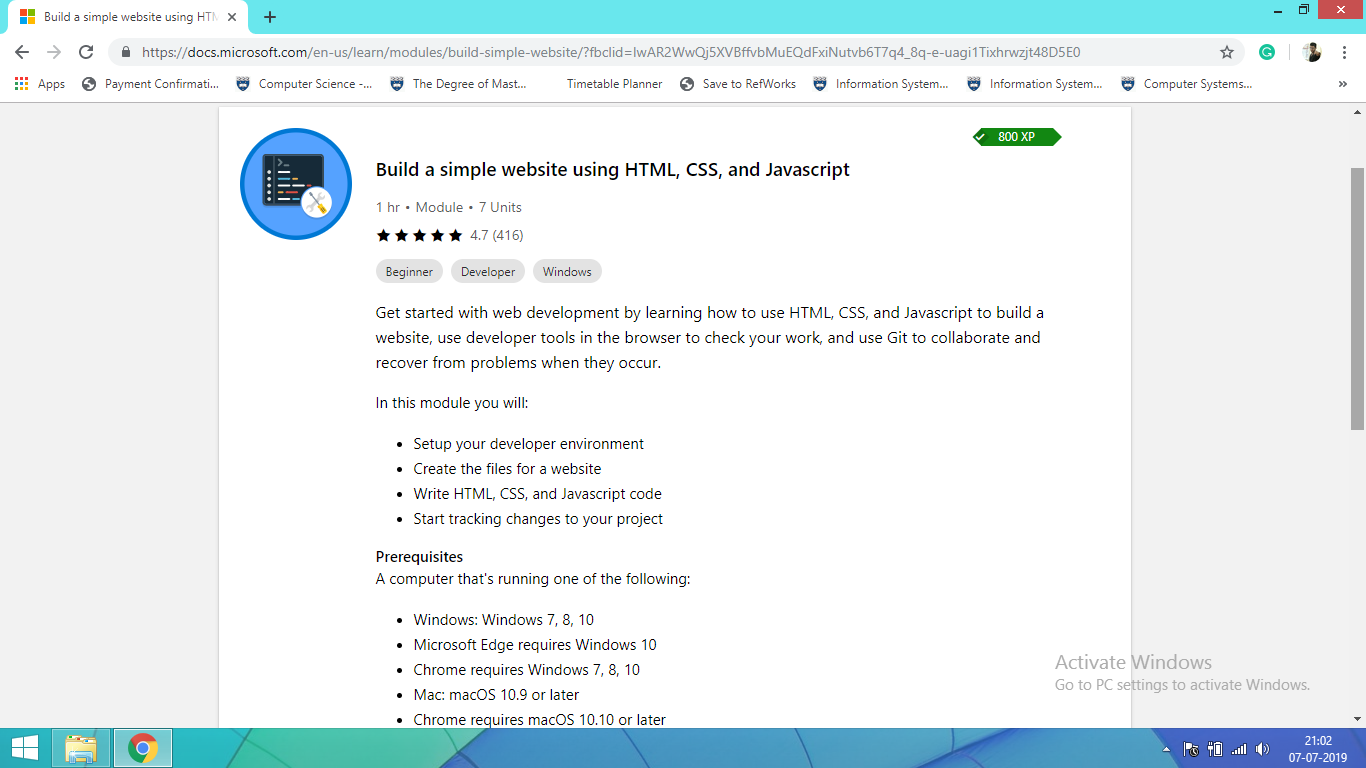 Build a simple website using HTM
https://docs.microsoft.com/en-us/learn/modules/build-simple-website/?fbclid=IwAR2WwQj5XVBffvbMuEQdFxiNutvb6T7q4_8q-e-uagi1Tixhrwzjt48D5E0
Apps Payment Confirmati... Computer Science -... The Degree of Mast... Timetable Planner Save to RefWorks Information System... Information System... Computer Systems... »
800 XP
Build a simple website using HTML, CSS, and Javascript
1 hr • Module • 7 Units
4.7 (416)
Beginner Developer Windows
Get started with web development by learning how to use HTML, CSS, and Javascript to build a
website, use developer tools in the browser to check your work, and use Git to collaborate and
recover from problems when they occur.
In this module you will:
• Setup your developer environment
• Create the files for a website
• Write HTML, CSS, and Javascript code
• Start tracking changes to your project
Prerequisites
A computer that's running one of the following:
• Windows: Windows 7, 8, 10
• Microsoft Edge requires Windows 10
• Chrome requires Windows 7, 8, 10
• Mac: macOS 10.9 or later
• Chrome requires macOS 10.10 or later
Activate Windows
Go to PC settings to activate Windows.
21:02
07-07-2019